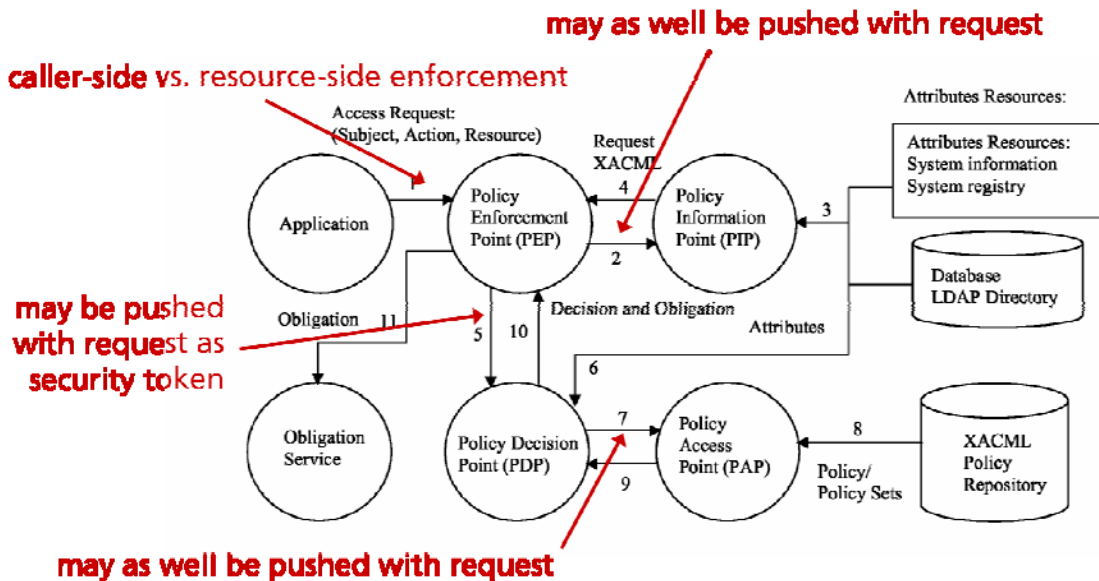 may as well be pushed with request
caller-side vs. resource-side enforcement
Attributes Resources:
Access Request:
(Subject, Action, Resource)
Request
XACML
Attributes Resources:
System information
System registry
1
4
3
Application
Policy
Enforcement
Point (PEP)
Policy
Information
Point (PIP)
2
Database
LDAP Directory
may be pushed
with request as
security token
Obligation
11
5
10
Decision and Obligation
Attributes
6
Obligation
Service
Policy Decision
Point (PDP)
7
9
Policy
Access
Point (PAP)
8
Policy/
Policy Sets
XACML
Policy
Repository
may as well be pushed with request